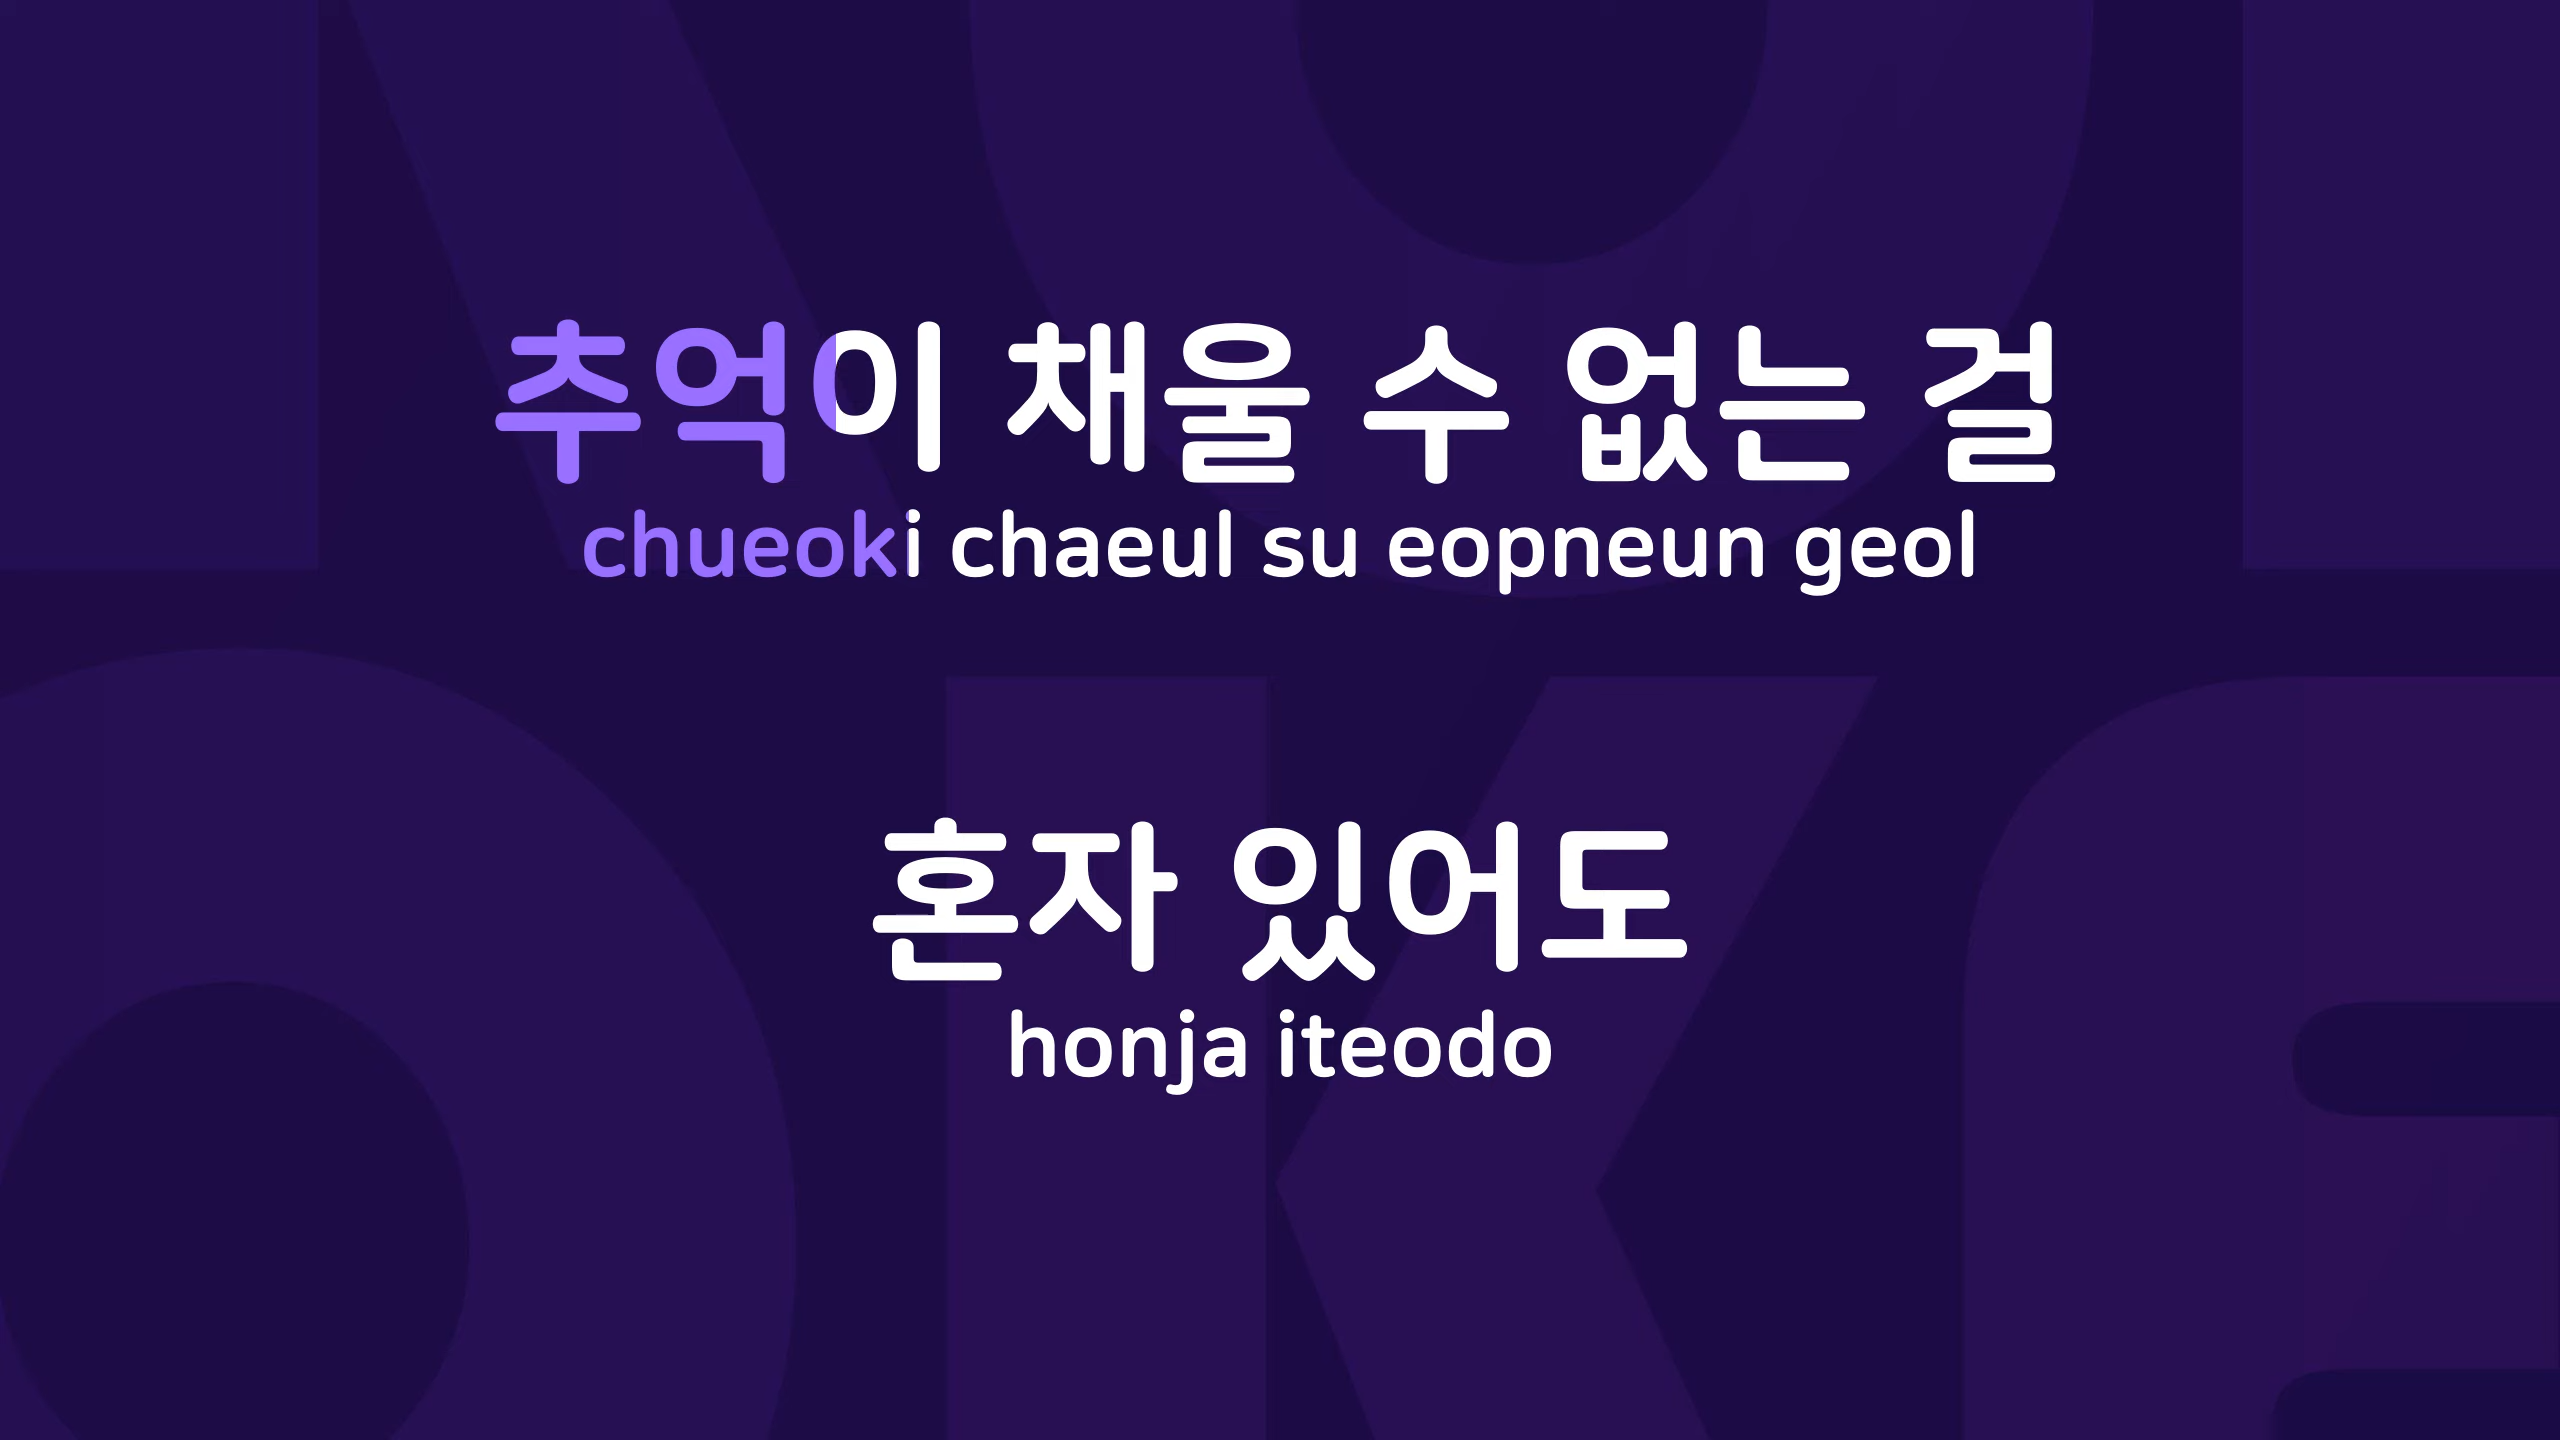 추억이 채울 수 없는 걸
chueoki chaeul su eopneun geol
혼자 있어도
honja iteodo